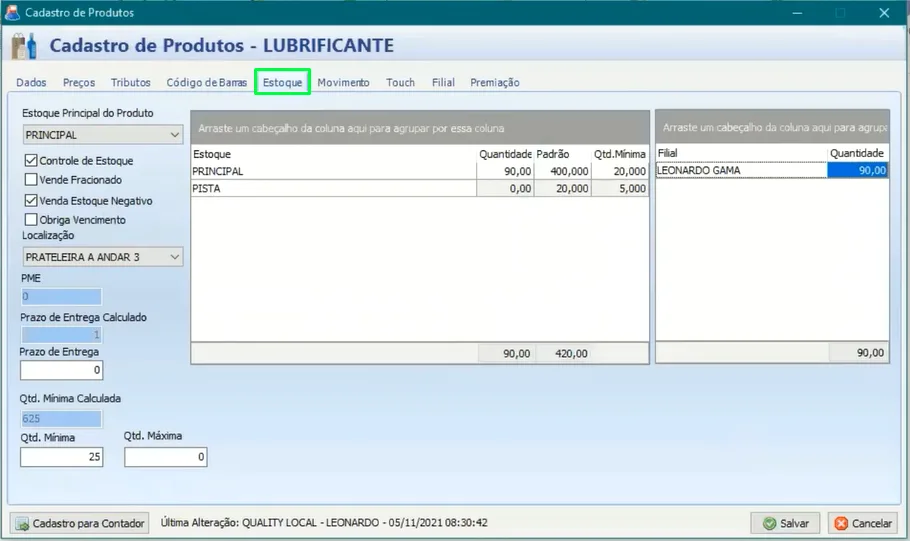 Cadastro de Produtos
Cadastro de Produtos - LUBRIFICANTE
Dados Preços Tributos Código de Barras Estoque Movimento Touch Filial Premiação
Estoque Principal do Produto
PRINCIPAL
Controle de Estoque
Vende Fracionado
Venda Estoque Negativo
Obriga Vencimento
Localização
PRATELEIRA A ANDAR 3
PME
0
Prazo de Entrega Calculado
1
Prazo de Entrega
0
Qtd. Mínima Calculada
625
Qtd. Mínima Qtd. Máxima
25 0
Arraste um cabeçalho da coluna aqui para agrupar por essa coluna
Estoque Quantidade Padrão Qtd.Mínima
PRINCIPAL 90,00 400,000 20,000
PISTA 0,00 20,000 5,000
90,00 420,00
Arraste um cabeçalho da coluna aqui para agrupa
Filial Quantidade
LEONARDO GAMA 90,00
90,00
Cadastro para Contador Última Alteração: QUALITY LOCAL - LEONARDO - 05/11/2021 08:30:42 Salvar Cancelar